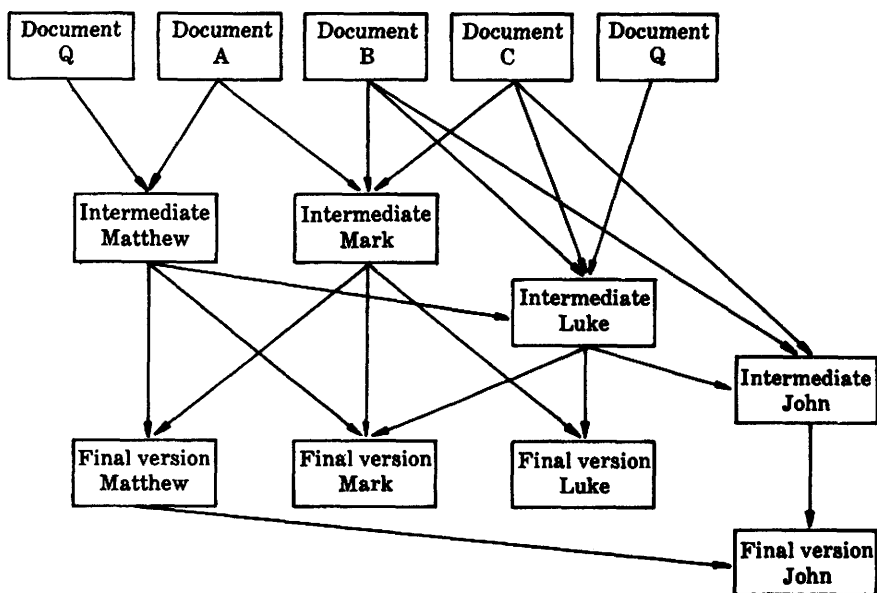 Document
Q
Document
A
Document
B
Document
C
Document
Q
Intermediate
Matthew
Intermediate
Mark
Intermediate
Luke
Intermediate
John
Final version
Matthew
Final version
Mark
Final version
Luke
Final version
John